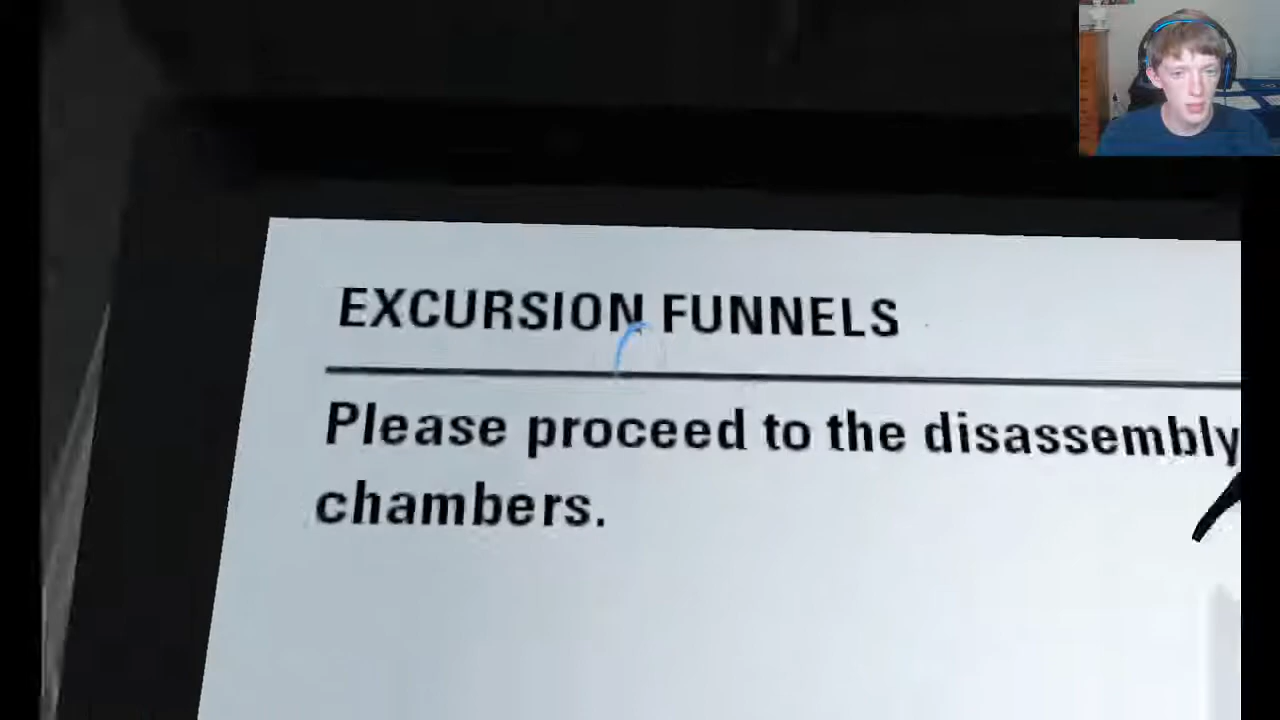 EXCURSION FUNNELS
Please proceed to the disassembly
chambers.